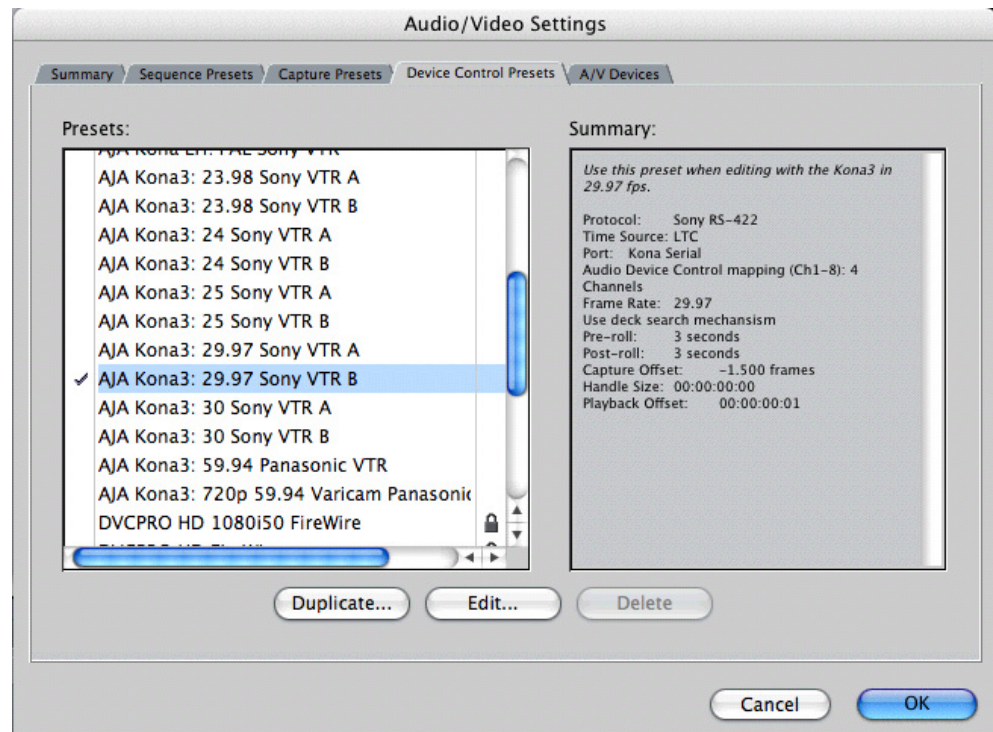 Audio/Video Settings
Summary
Sequence Presets
Capture Presets
Device Control Presets
A/V Devices
Presets:
AJA Kona3: 23.98 Sony VTR A
AJA Kona3: 23.98 Sony VTR B
AJA Kona3: 24 Sony VTR A
AJA Kona3: 24 Sony VTR B
AJA Kona3: 25 Sony VTR A
AJA Kona3: 25 Sony VTR B
AJA Kona3: 29.97 Sony VTR A
AJA Kona3: 29.97 Sony VTR B
AJA Kona3: 30 Sony VTR A
AJA Kona3: 30 Sony VTR B
AJA Kona3: 59.94 Panasonic VTR
AJA Kona3: 720p 59.94 Varicam Panasonic
DVCPRO HD 1080i50 FireWire
Summary:
Use this preset when editing with the Kona3 in
29.97 fps.
Protocol: Sony RS-422
Time Source: LTC
Port: Kona Serial
Audio Device Control mapping (Ch1-8): 4
Channels
Frame Rate: 29.97
Use deck search mechansism
Pre-roll: 3 seconds
Post-roll: 3 seconds
Capture Offset: -1.500 frames
Handle Size: 00:00:00:00
Playback Offset: 00:00:00:01
Duplicate...
Edit...
Delete
Cancel
OK